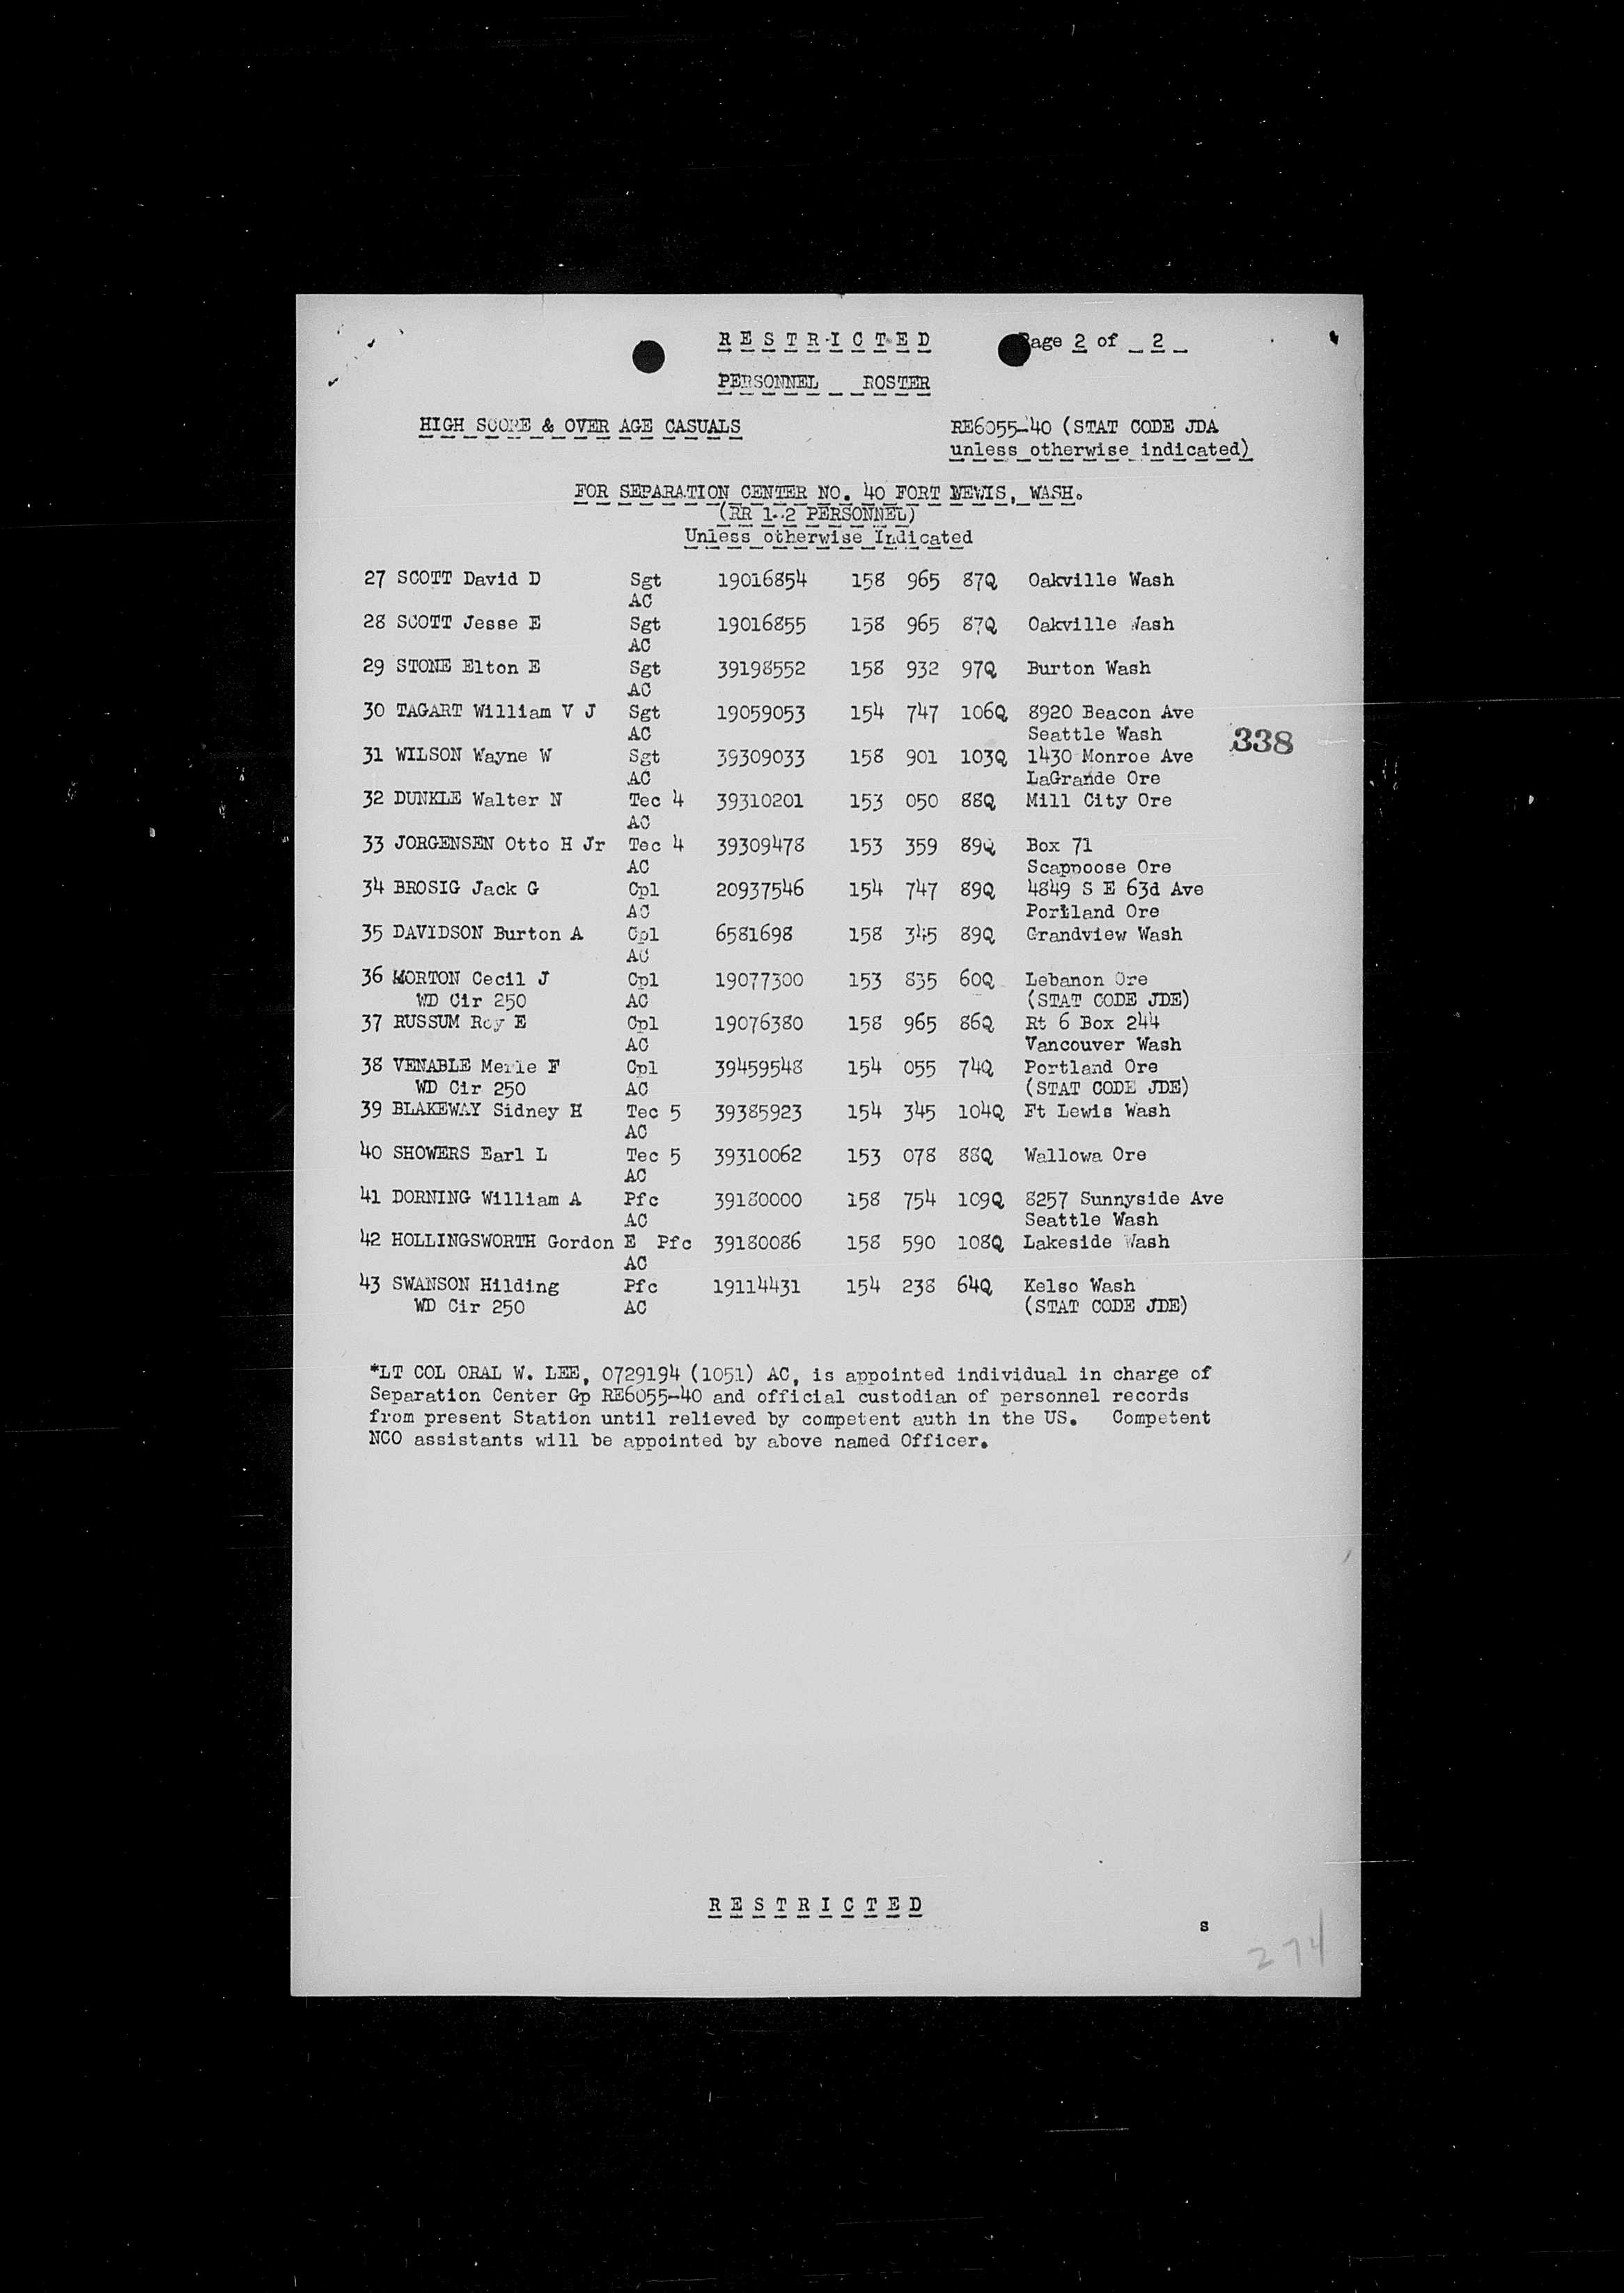 R E S T R I C T E D Page 2 of 2
PERSONNEL ROSTER
HIGH SCORE & OVER AGE CASUALS RE6055-40 (STAT CODE JDA
unless otherwise indicated)
FOR SEPARATION CENTER NO. 40 FORT LEWIS, WASH.
(RR 1-2 PERSONNEL)
Unless otherwise Indicated
27 SCOTT David D Sgt 19016854 158 965 87Q Oakville Wash
AC
28 SCOTT Jesse E Sgt 19016855 158 965 87Q Oakville Wash
AC
29 STONE Elton E Sgt 39198552 158 932 97Q Burton Wash
AC
30 TAGART William V J Sgt 19059053 154 747 106Q 8920 Beacon Ave
AC Seattle Wash
338
31 WILSON Wayne W Sgt 39309033 158 901 103Q 1430 Monroe Ave
AC LaGrande Ore
32 DUNKLE Walter N Tec 4 39310201 153 050 88Q Mill City Ore
AC
33 JORGENSEN Otto H Jr Tec 4 39309478 153 359 89Q Box 71
AC Scappoose Ore
34 BROSIG Jack G Cpl 20937546 154 747 89Q 4849 S E 63d Ave
AC Portland Ore
35 DAVIDSON Burton A Cpl 6581698 158 345 89Q Grandview Wash
AC
36 MORTON Cecil J Cpl 19077300 153 835 60Q Lebanon Ore
WD Cir 250 AC (STAT CODE JDE)
37 RUSSUM Roy E Cpl 19076380 158 965 86Q Rt 6 Box 244
AC Vancouver Wash
38 VENABLE Merle F Cpl 39459548 154 055 74Q Portland Ore
WD Cir 250 AC (STAT CODE JDE)
39 BLAKEWAY Sidney H Tec 5 39385923 154 345 104Q Ft Lewis Wash
AC
40 SHOWERS Earl L Tec 5 39310062 153 078 88Q Wallowa Ore
AC
41 DORNING William A Pfc 39180000 158 754 109Q 8257 Sunnyside Ave
AC Seattle Wash
42 HOLLINGSWORTH Gordon E Pfc 39180086 158 590 108Q Lakeside Wash
AC
43 SWANSON Hilding Pfc 19114431 154 238 64Q Kelso Wash
WD Cir 250 AC (STAT CODE JDE)
*LT COL ORAL W. LEE, 0729194 (1051) AC, is appointed individual in charge of
Separation Center Gp RE6055-40 and official custodian of personnel records
from present Station until relieved by competent auth in the US. Competent
NCO assistants will be appointed by above named Officer.
R E S T R I C T E D
s
274